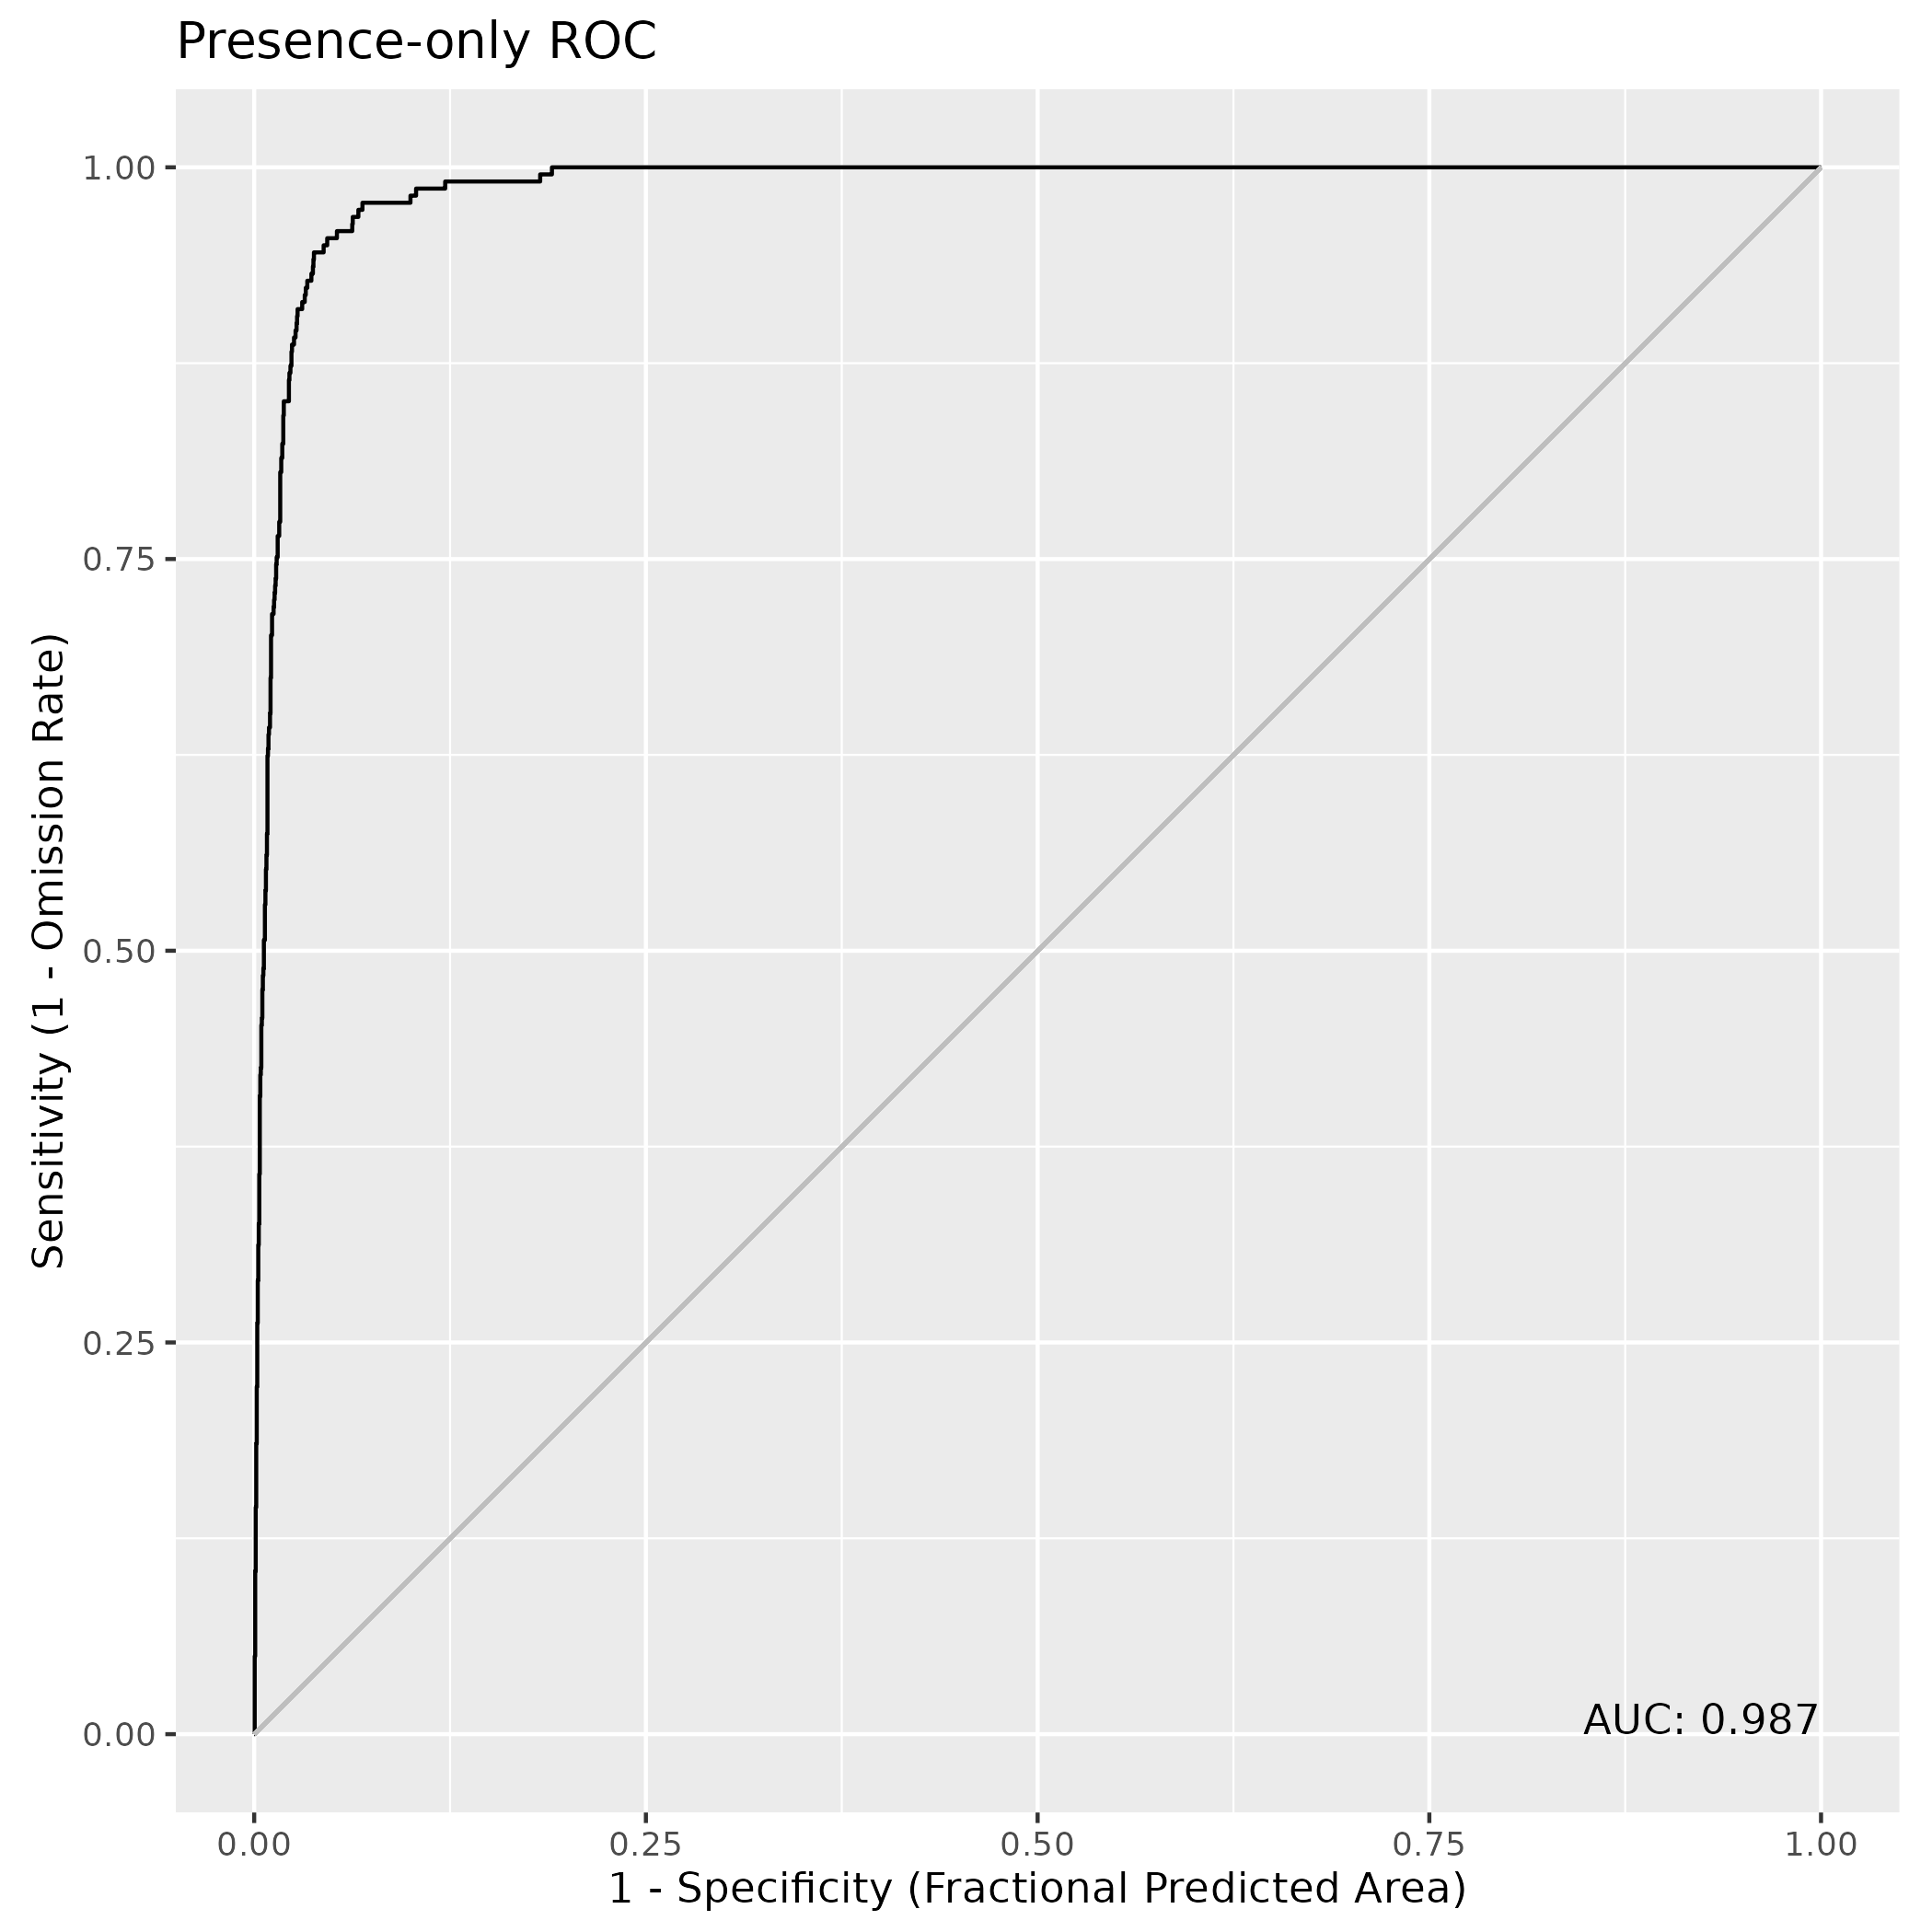 Presence-only ROC
Sensitivity (1 - Omission Rate)
1.00
0.75
0.50
0.25
0.00
AUC: 0.987
0.00 0.25 0.50 0.75 1.00
1 - Specificity (Fractional Predicted Area)